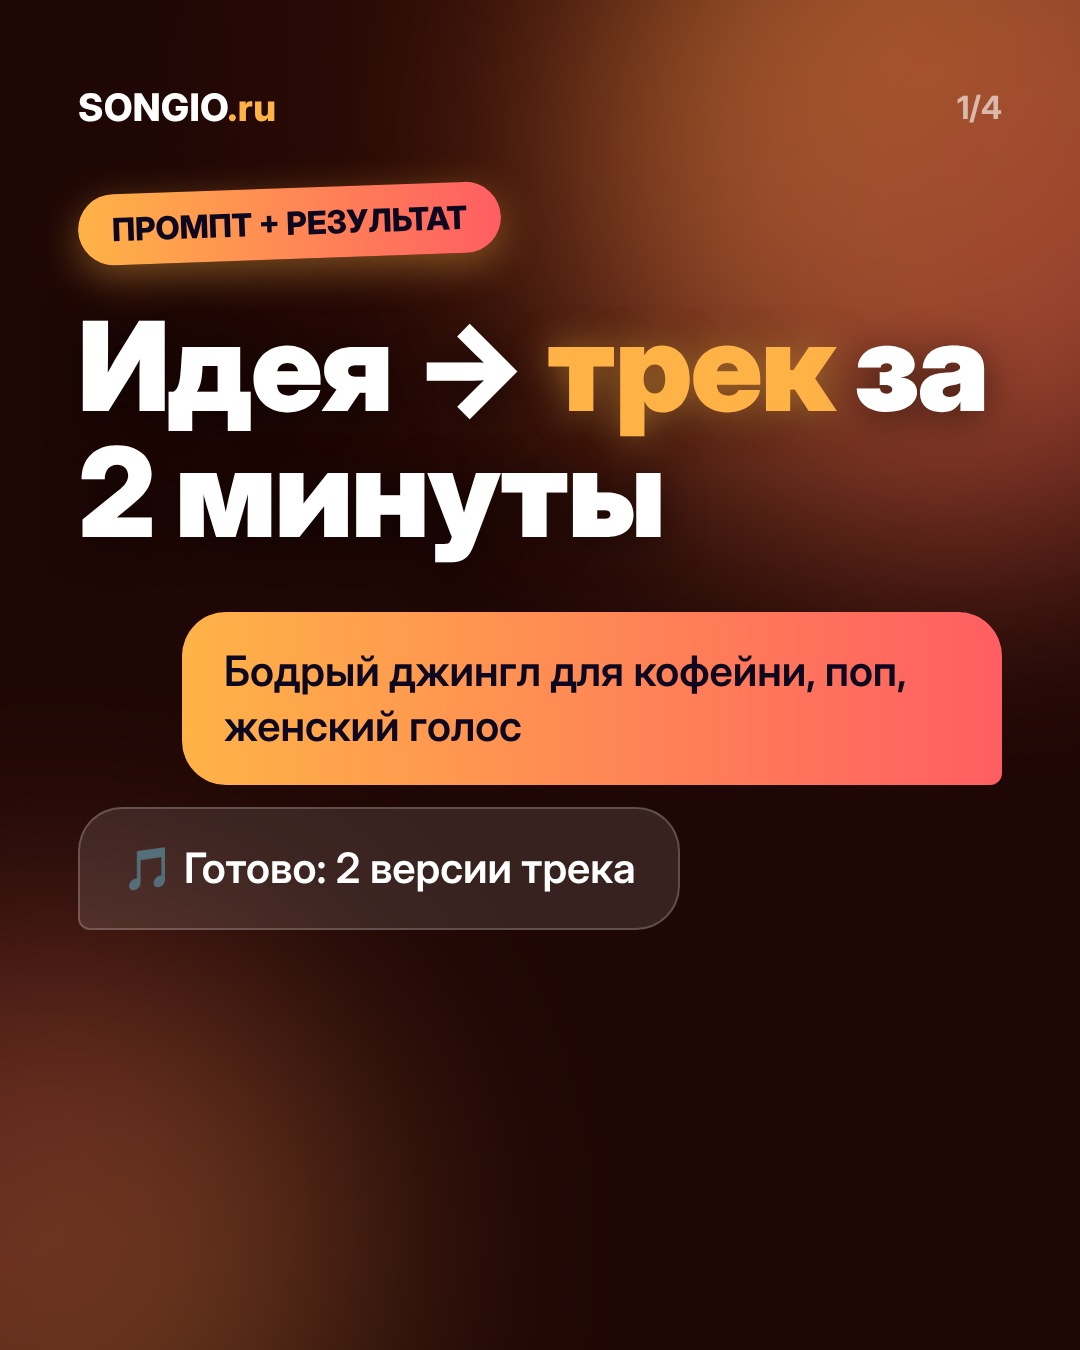 SONGIO.ru
1/4
ПРОМПТ + РЕЗУЛЬТАТ
Идея → трек за
2 минуты
Бодрый джингл для кофейни, поп,
женский голос
🎵 Готово: 2 версии трека